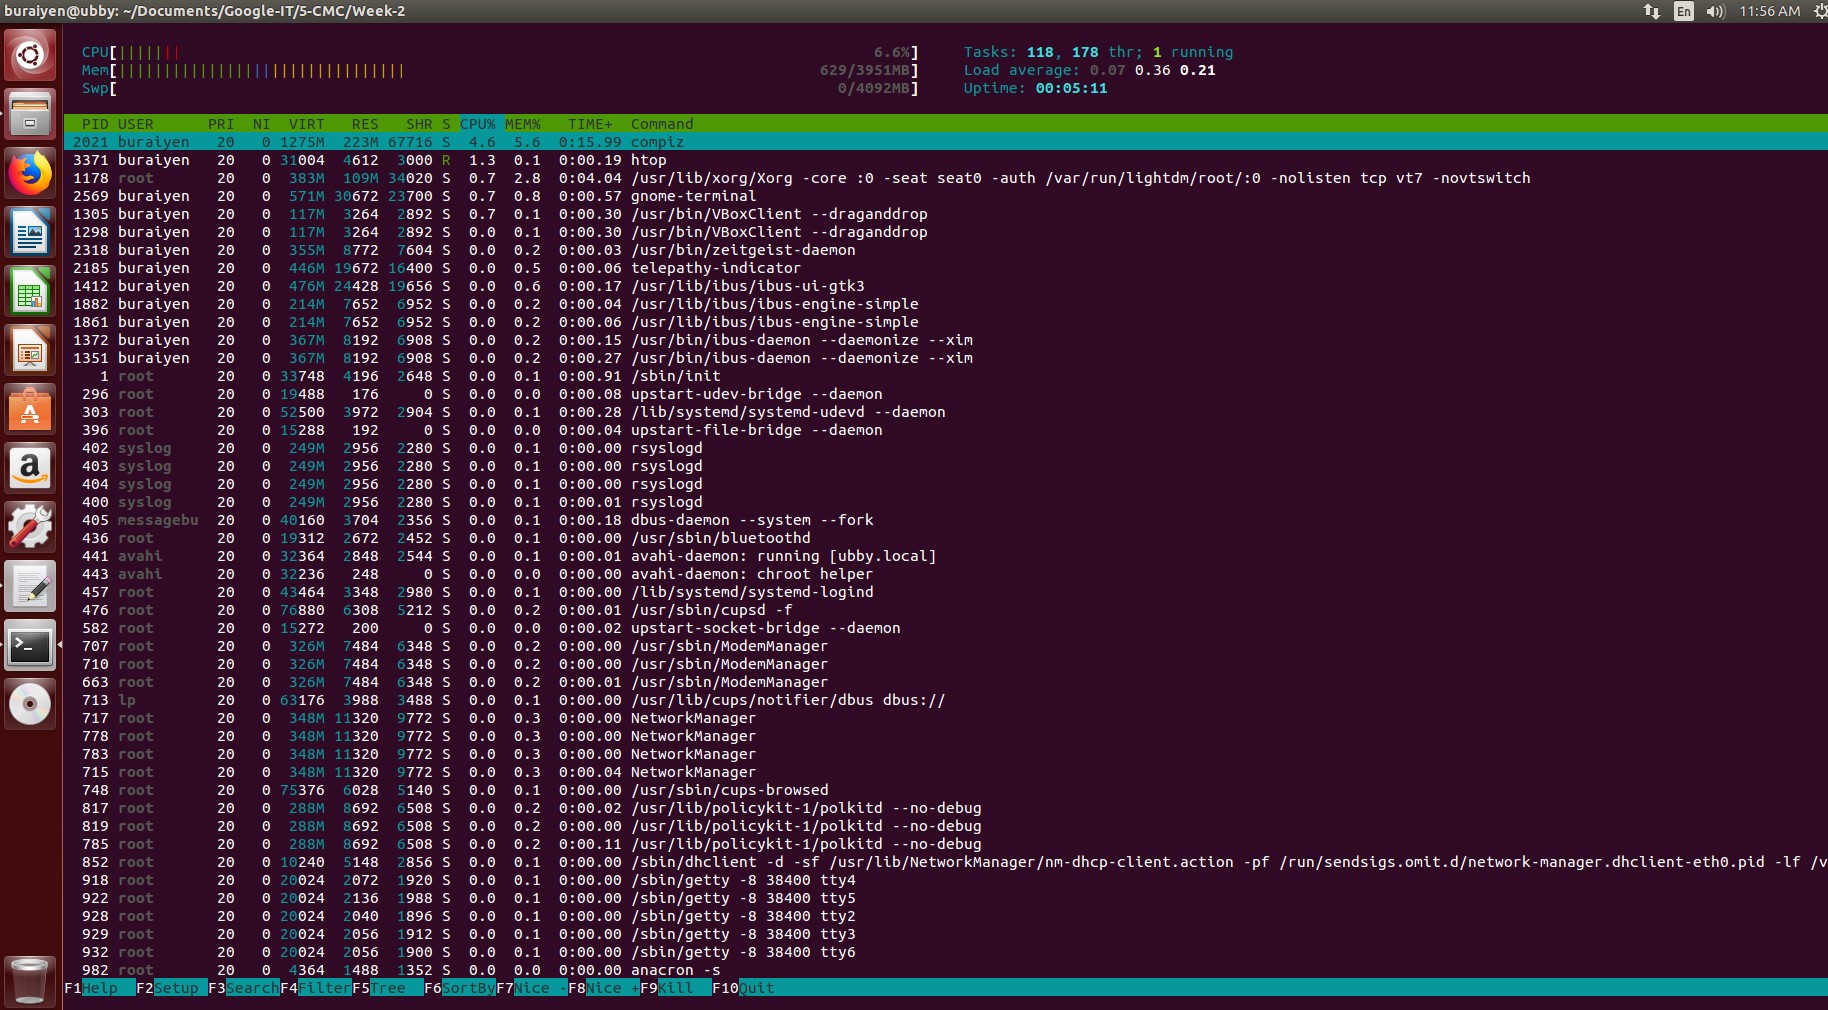 buraiyen@ubby: ~/Documents/Google-IT/5-CMC/Week-2
En 11:56 AM
CPU[||||||| 6.6%] Tasks: 118, 178 thr; 1 running
Mem[|||||||||||||||||||||||||||||||| 629/3951MB] Load average: 0.07 0.36 0.21
Swp[ 0/4092MB] Uptime: 00:05:11
PID USER PRI NI VIRT RES SHR S CPU% MEM% TIME+ Command
2021 buraiyen 20 0 1275M 223M 67716 S 4.6 5.6 0:15.99 compiz
3371 buraiyen 20 0 31004 4612 3000 R 1.3 0.1 0:00.19 htop
1178 root 20 0 383M 109M 34020 S 0.7 2.8 0:04.04 /usr/lib/xorg/Xorg -core :0 -seat seat0 -auth /var/run/lightdm/root/:0 -nolisten tcp vt7 -novtswitch
2569 buraiyen 20 0 571M 30672 23700 S 0.7 0.8 0:00.57 gnome-terminal
1305 buraiyen 20 0 117M 3264 2892 S 0.7 0.1 0:00.30 /usr/bin/VBoxClient --draganddrop
1298 buraiyen 20 0 117M 3264 2892 S 0.0 0.1 0:00.30 /usr/bin/VBoxClient --draganddrop
2318 buraiyen 20 0 355M 8772 7604 S 0.0 0.2 0:00.03 /usr/bin/zeitgeist-daemon
2185 buraiyen 20 0 446M 19672 16400 S 0.0 0.5 0:00.06 telepathy-indicator
1412 buraiyen 20 0 476M 24428 19656 S 0.0 0.6 0:00.17 /usr/lib/ibus/ibus-ui-gtk3
1882 buraiyen 20 0 214M 7652 6952 S 0.0 0.2 0:00.04 /usr/lib/ibus/ibus-engine-simple
1861 buraiyen 20 0 214M 7652 6952 S 0.0 0.2 0:00.06 /usr/lib/ibus/ibus-engine-simple
1372 buraiyen 20 0 367M 8192 6908 S 0.0 0.2 0:00.15 /usr/bin/ibus-daemon --daemonize --xim
1351 buraiyen 20 0 367M 8192 6908 S 0.0 0.2 0:00.27 /usr/bin/ibus-daemon --daemonize --xim
1 root 20 0 33748 4196 2648 S 0.0 0.1 0:00.91 /sbin/init
296 root 20 0 19488 176 0 S 0.0 0.0 0:00.08 upstart-udev-bridge --daemon
303 root 20 0 52500 3972 2904 S 0.0 0.1 0:00.28 /lib/systemd/systemd-udevd --daemon
396 root 20 0 15288 192 0 S 0.0 0.0 0:00.04 upstart-file-bridge --daemon
402 syslog 20 0 249M 2956 2280 S 0.0 0.1 0:00.00 rsyslogd
403 syslog 20 0 249M 2956 2280 S 0.0 0.1 0:00.00 rsyslogd
404 syslog 20 0 249M 2956 2280 S 0.0 0.1 0:00.00 rsyslogd
400 syslog 20 0 249M 2956 2280 S 0.0 0.1 0:00.01 rsyslogd
405 messagebu 20 0 40160 3704 2356 S 0.0 0.1 0:00.18 dbus-daemon --system --fork
436 root 20 0 19312 2672 2452 S 0.0 0.1 0:00.00 /usr/sbin/bluetoothd
441 avahi 20 0 32364 2848 2544 S 0.0 0.1 0:00.01 avahi-daemon: running [ubby.local]
443 avahi 20 0 32236 248 0 S 0.0 0.0 0:00.00 avahi-daemon: chroot helper
457 root 20 0 43464 3348 2980 S 0.0 0.1 0:00.00 /lib/systemd/systemd-logind
476 root 20 0 76880 6308 5212 S 0.0 0.2 0:00.01 /usr/sbin/cupsd -f
582 root 20 0 15272 200 0 S 0.0 0.0 0:00.02 upstart-socket-bridge --daemon
707 root 20 0 326M 7484 6348 S 0.0 0.2 0:00.00 /usr/sbin/ModemManager
710 root 20 0 326M 7484 6348 S 0.0 0.2 0:00.00 /usr/sbin/ModemManager
663 root 20 0 326M 7484 6348 S 0.0 0.2 0:00.01 /usr/sbin/ModemManager
713 lp 20 0 63176 3988 3488 S 0.0 0.1 0:00.00 /usr/lib/cups/notifier/dbus dbus://
717 root 20 0 348M 11320 9772 S 0.0 0.3 0:00.00 NetworkManager
778 root 20 0 348M 11320 9772 S 0.0 0.3 0:00.00 NetworkManager
783 root 20 0 348M 11320 9772 S 0.0 0.3 0:00.00 NetworkManager
715 root 20 0 348M 11320 9772 S 0.0 0.3 0:00.04 NetworkManager
748 root 20 0 75376 6028 5140 S 0.0 0.1 0:00.00 /usr/sbin/cups-browsed
817 root 20 0 288M 8692 6508 S 0.0 0.2 0:00.02 /usr/lib/policykit-1/polkitd --no-debug
819 root 20 0 288M 8692 6508 S 0.0 0.2 0:00.00 /usr/lib/policykit-1/polkitd --no-debug
785 root 20 0 288M 8692 6508 S 0.0 0.2 0:00.11 /usr/lib/policykit-1/polkitd --no-debug
852 root 20 0 10240 5148 2856 S 0.0 0.1 0:00.00 /sbin/dhclient -d -sf /usr/lib/NetworkManager/nm-dhcp-client.action -pf /run/sendsigs.omit.d/network-manager.dhclient-eth0.pid -lf /v
918 root 20 0 20024 2072 1920 S 0.0 0.1 0:00.00 /sbin/getty -8 38400 tty4
922 root 20 0 20024 2136 1988 S 0.0 0.1 0:00.00 /sbin/getty -8 38400 tty5
928 root 20 0 20024 2040 1896 S 0.0 0.1 0:00.00 /sbin/getty -8 38400 tty2
929 root 20 0 20024 2056 1912 S 0.0 0.1 0:00.00 /sbin/getty -8 38400 tty3
932 root 20 0 20024 2056 1900 S 0.0 0.1 0:00.00 /sbin/getty -8 38400 tty6
982 root 20 0 4364 1488 1352 S 0.0 0.0 0:00.00 anacron -s
F1Help F2Setup F3SearchF4FilterF5Tree F6SortByF7Nice -F8Nice +F9Kill F10Quit